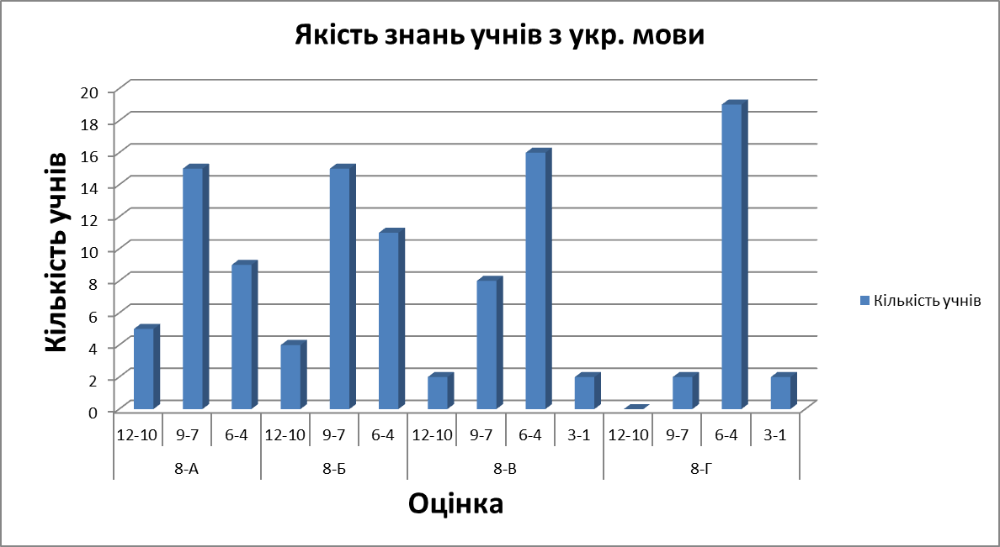 Якість знань учнів з укр. мови
Кількість учнів
20
18
16
14
12
10
8
6
4
2
0
12-10 9-7 6-4 12-10 9-7 6-4 12-10 9-7 6-4 3-1 12-10 9-7 6-4 3-1
8-А 8-Б 8-В 8-Г
Оцінка
Кількість учнів